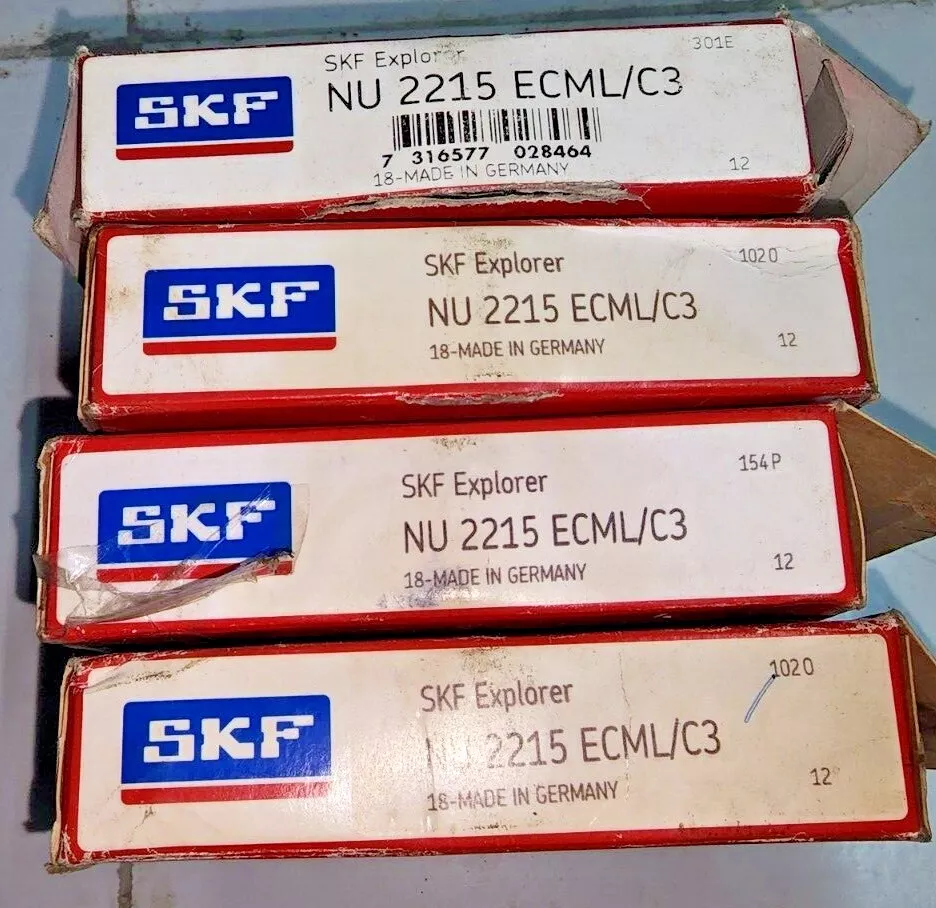 SKF
SKF Explorer
301E
NU 2215 ECML/C3
7 316577 028464
18-MADE IN GERMANY
12
SKF
SKF Explorer
1020
NU 2215 ECML/C3
18-MADE IN GERMANY
12
SKF
SKF Explorer
154P
NU 2215 ECML/C3
18-MADE IN GERMANY
12
SKF
SKF Explorer
1020
NU 2215 ECML/C3
18-MADE IN GERMANY
12